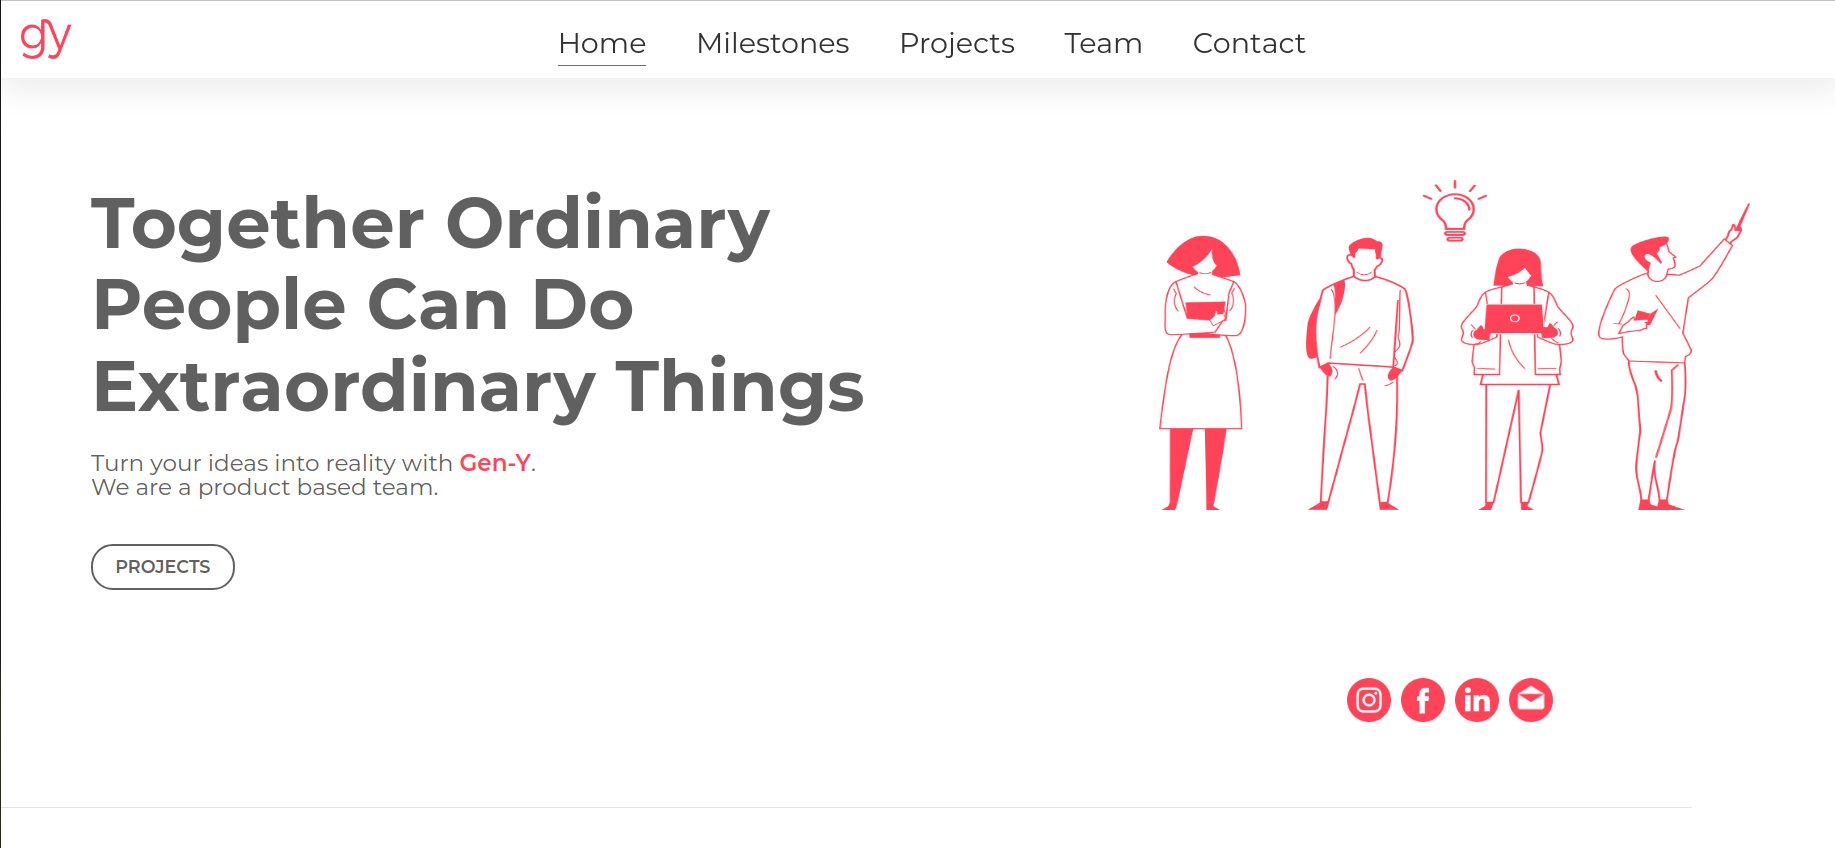 gy
Home Milestones Projects Team Contact
Together Ordinary
People Can Do
Extraordinary Things
Turn your ideas into reality with Gen-Y.
We are a product based team.
PROJECTS